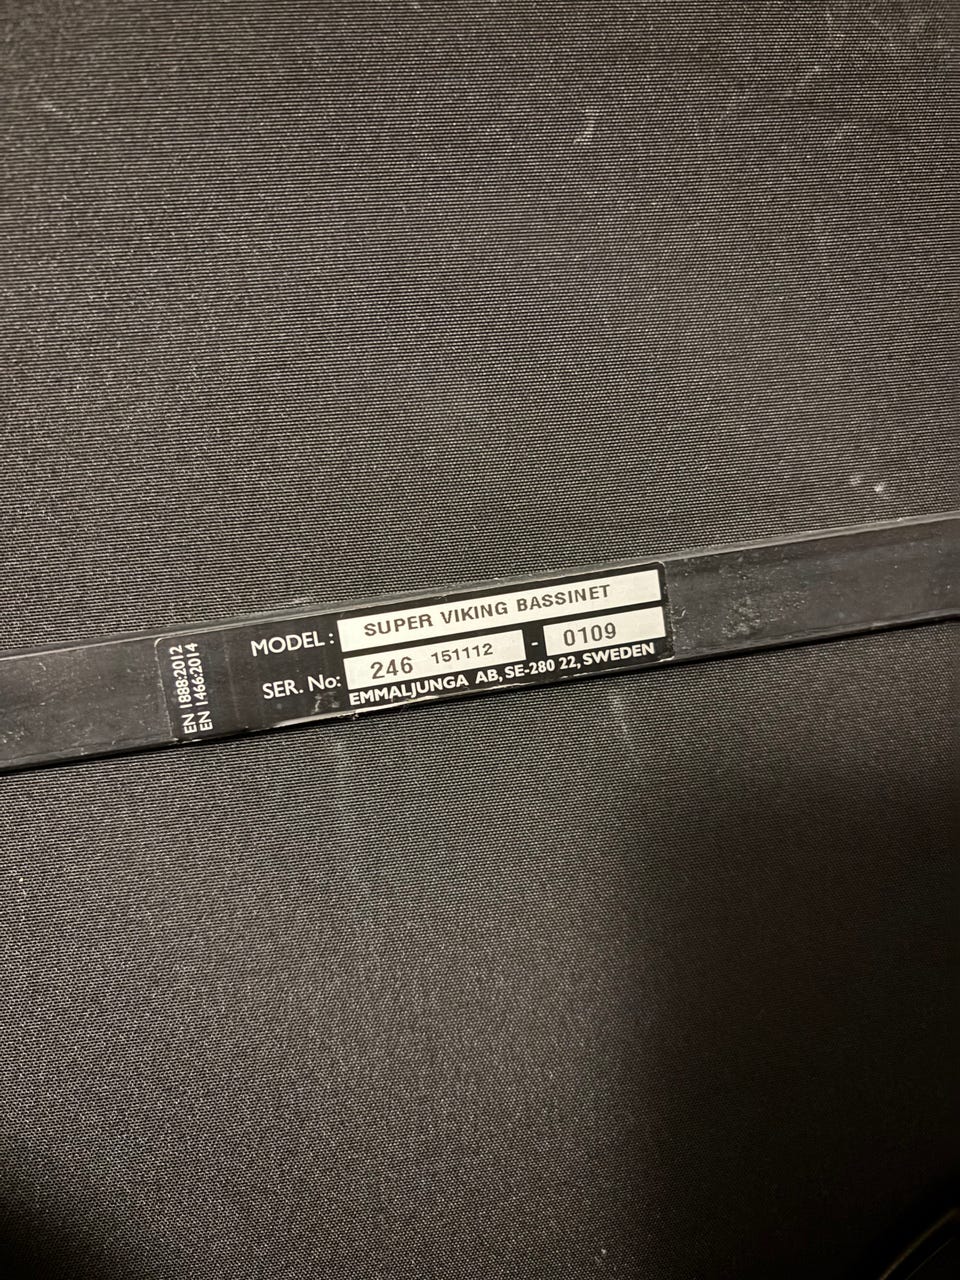 EN 1888:2012
EN 1466:2014
MODEL: SUPER VIKING BASSINET
SER. No: 246 151112 - 0109
EMMALJUNGA AB, SE-280 22, SWEDEN